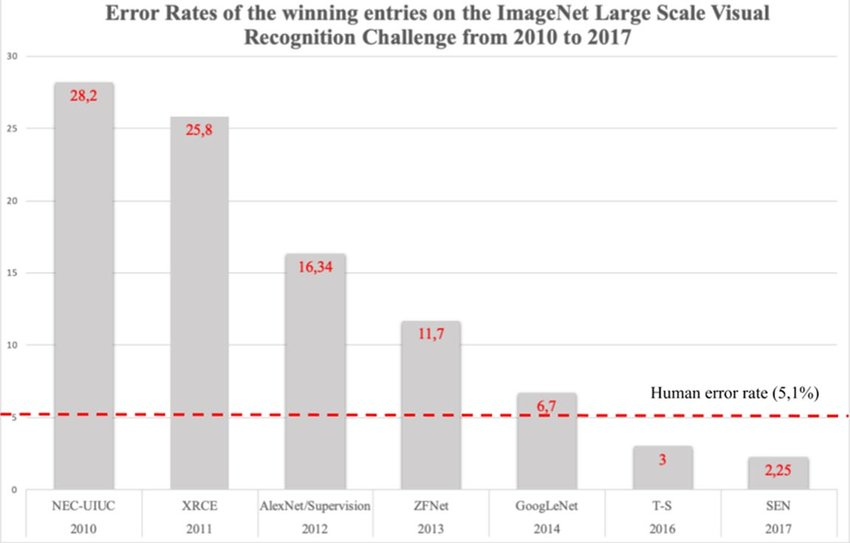 Error Rates of the winning entries on the ImageNet Large Scale Visual
Recognition Challenge from 2010 to 2017
30
28,2
25,8
25
20
16,34
15
11,7
10
Human error rate (5,1%)
6,7
5
3
2,25
0
NEC-UIUC XRCE AlexNet/Supervision ZFNet GoogLeNet T-S SEN
2010 2011 2012 2013 2014 2016 2017